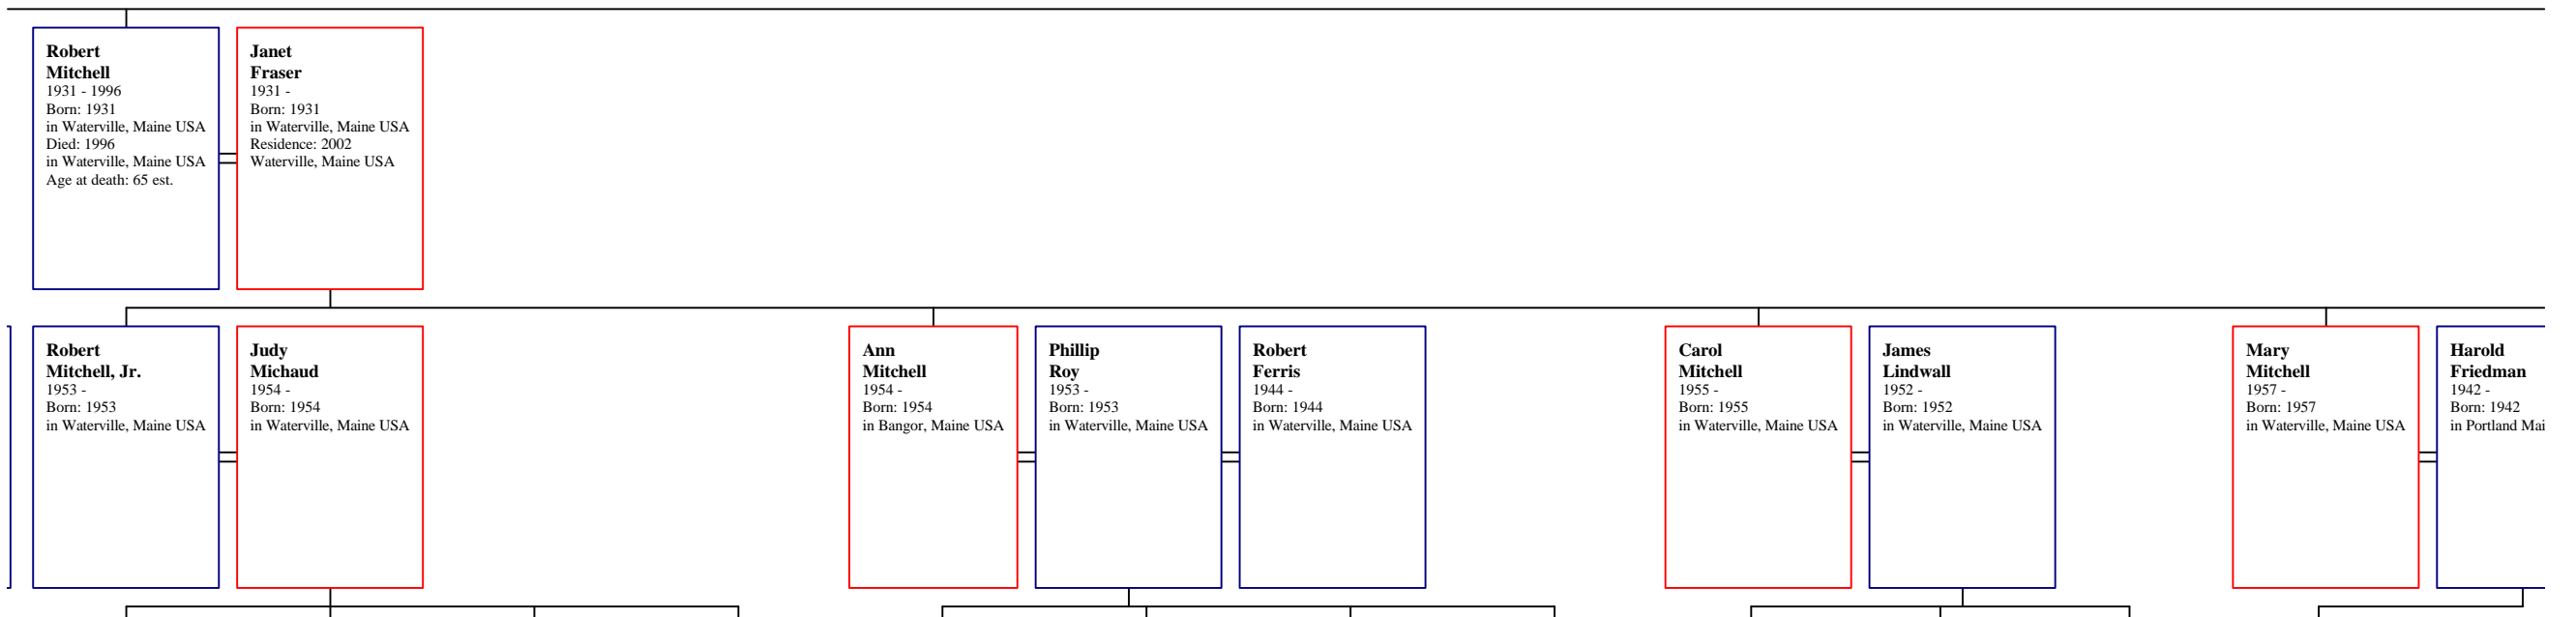 Robert
Mitchell
1931 - 1996
Born: 1931
in Waterville, Maine USA
Died: 1996
in Waterville, Maine USA
Age at death: 65 est.
Janet
Fraser
1931 -
Born: 1931
in Waterville, Maine USA
Residence: 2002
Waterville, Maine USA
Robert
Mitchell, Jr.
1953 -
Born: 1953
in Waterville, Maine USA
Judy
Michaud
1954 -
Born: 1954
in Waterville, Maine USA
Ann
Mitchell
1954 -
Born: 1954
in Bangor, Maine USA
Phillip
Roy
1953 -
Born: 1953
in Waterville, Maine USA
Robert
Ferris
1944 -
Born: 1944
in Waterville, Maine USA
Carol
Mitchell
1955 -
Born: 1955
in Waterville, Maine USA
James
Lindwall
1952 -
Born: 1952
in Waterville, Maine USA
Mary
Mitchell
1957 -
Born: 1957
in Waterville, Maine USA
Harold
Friedman
1942 -
Born: 1942
in Portland Mai